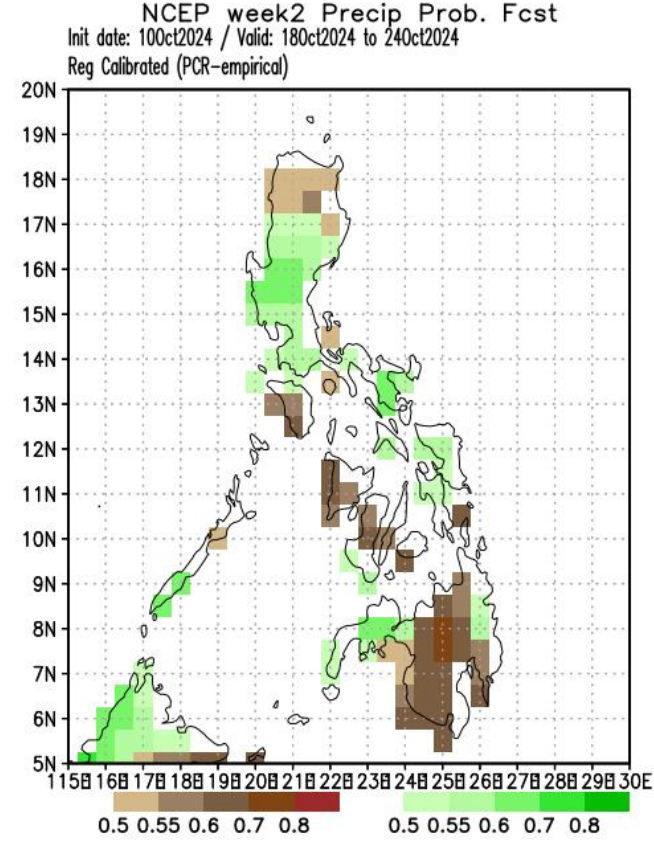 NCEP week2 Precip Prob. Fcst
Init date: 10Oct2024 / Valid: 18Oct2024 to 24Oct2024
Reg Calibrated (PCR-empirical)
20N
19N
18N
17N
16N
15N
14N
13N
12N
11N
10N
9N
8N
7N
6N
5N
115E 116E 117E 118E 119E 120E 121E 122E 123E 124E 125E 126E 127E 128E 129E 130E
0.5 0.55 0.6 0.7 0.8 0.5 0.55 0.6 0.7 0.8